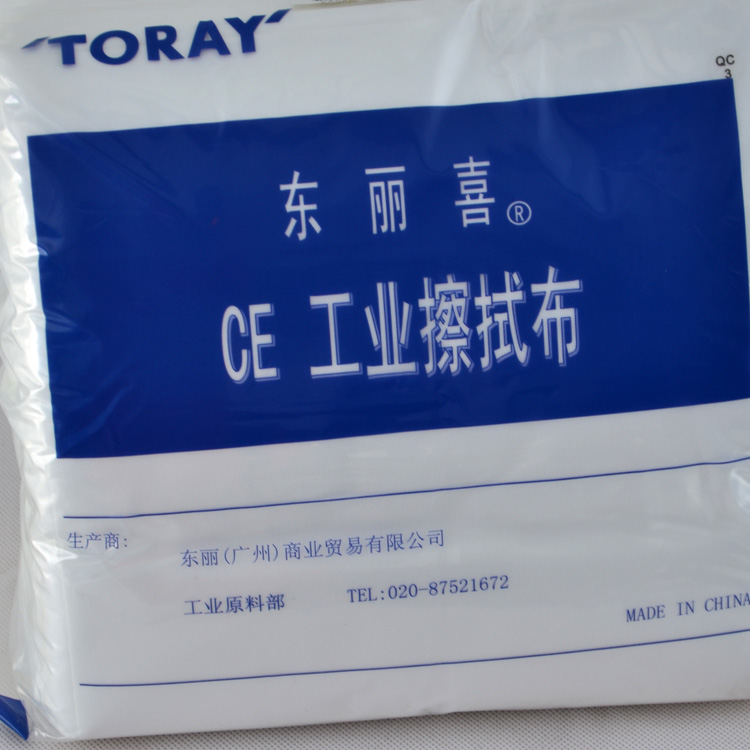 TORAY
QC
3
东丽喜®
CE 工业擦拭布
生产商: 东丽(广州)商业贸易有限公司
工业原料部 TEL:020-87521672
MADE IN CHINA